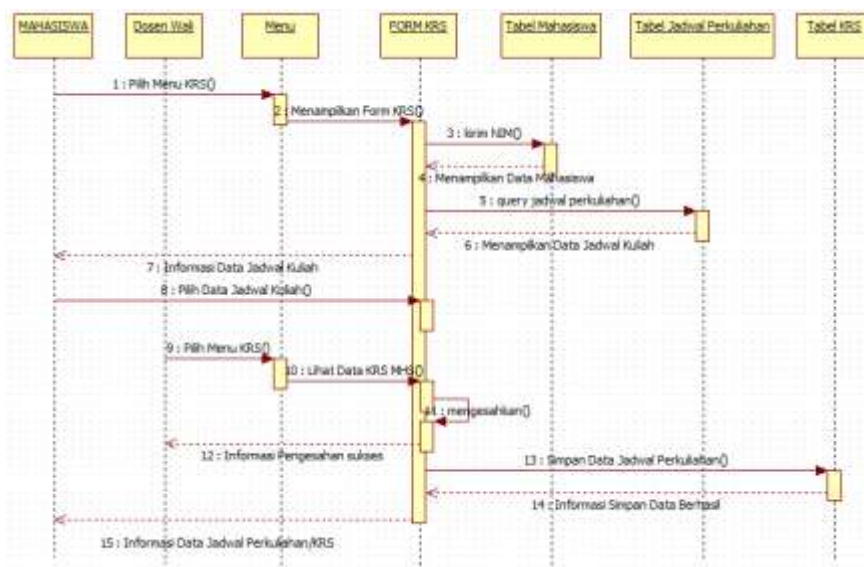 MAHASISWA
Dosen Wali
Menu
FORM KRS
Tabel Mahasiswa
Tabel Jadwal Perkuliahan
Tabel KRS
1 : Pilih Menu KRS()
2 : Menampilkan Form KRS()
3 : kirim NIM()
4 : Menampilkan Data Mahasiswa
5 : query jadwal perkuliahan()
6 : Menampilkan Data Jadwal Kuliah
7 : Informasi Data Jadwal Kuliah
8 : Pilih Data Jadwal Kuliah()
9 : Pilih Menu KRS()
10 : Lihat Data KRS MHS()
11 : mengesahkan()
12 : Informasi Pengesahan sukses
13 : Simpan Data Jadwal Perkuliahan()
14 : Informasi Simpan Data Berhasil
15 : Informasi Data Jadwal Perkuliahan/KRS